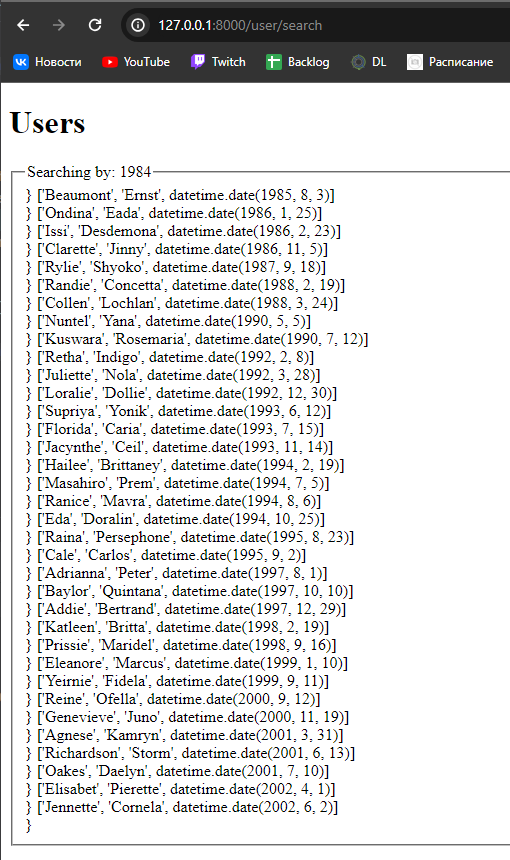 127.0.0.1:8000/user/search
Новости YouTube Twitch Backlog DL Расписание
Users
Searching by: 1984
} ['Beaumont', 'Ernst', datetime.date(1985, 8, 3)]
} ['Ondina', 'Eada', datetime.date(1986, 1, 25)]
} ['Issi', 'Desdemona', datetime.date(1986, 2, 23)]
} ['Clarette', 'Jinny', datetime.date(1986, 11, 5)]
} ['Rylie', 'Shyoko', datetime.date(1987, 9, 18)]
} ['Randie', 'Concetta', datetime.date(1988, 2, 19)]
} ['Collen', 'Lochlan', datetime.date(1988, 3, 24)]
} ['Nuntel', 'Yana', datetime.date(1990, 5, 5)]
} ['Kuswara', 'Rosemaria', datetime.date(1990, 7, 12)]
} ['Retha', 'Indigo', datetime.date(1992, 2, 8)]
} ['Juliette', 'Nola', datetime.date(1992, 3, 28)]
} ['Loralie', 'Dollie', datetime.date(1992, 12, 30)]
} ['Supriya', 'Yonik', datetime.date(1993, 6, 12)]
} ['Florida', 'Caria', datetime.date(1993, 7, 15)]
} ['Jacynthe', 'Ceil', datetime.date(1993, 11, 14)]
} ['Hailee', 'Brittaney', datetime.date(1994, 2, 19)]
} ['Masahiro', 'Prem', datetime.date(1994, 7, 5)]
} ['Ranice', 'Mavra', datetime.date(1994, 8, 6)]
} ['Eda', 'Doralin', datetime.date(1994, 10, 25)]
} ['Raina', 'Persephone', datetime.date(1995, 8, 23)]
} ['Cale', 'Carlos', datetime.date(1995, 9, 2)]
} ['Adrianna', 'Peter', datetime.date(1997, 8, 1)]
} ['Baylor', 'Quintana', datetime.date(1997, 10, 10)]
} ['Addie', 'Bertrand', datetime.date(1997, 12, 29)]
} ['Katleen', 'Britta', datetime.date(1998, 2, 19)]
} ['Prissie', 'Maridel', datetime.date(1998, 9, 16)]
} ['Eleanore', 'Marcus', datetime.date(1999, 1, 10)]
} ['Yeirnie', 'Fidela', datetime.date(1999, 9, 11)]
} ['Reine', 'Ofella', datetime.date(2000, 9, 12)]
} ['Genevieve', 'Juno', datetime.date(2000, 11, 19)]
} ['Agnese', 'Kamryn', datetime.date(2001, 3, 31)]
} ['Richardson', 'Storm', datetime.date(2001, 6, 13)]
} ['Oakes', 'Daelyn', datetime.date(2001, 7, 10)]
} ['Elisabet', 'Pierette', datetime.date(2002, 4, 1)]
} ['Jennette', 'Cornela', datetime.date(2002, 6, 2)]
}